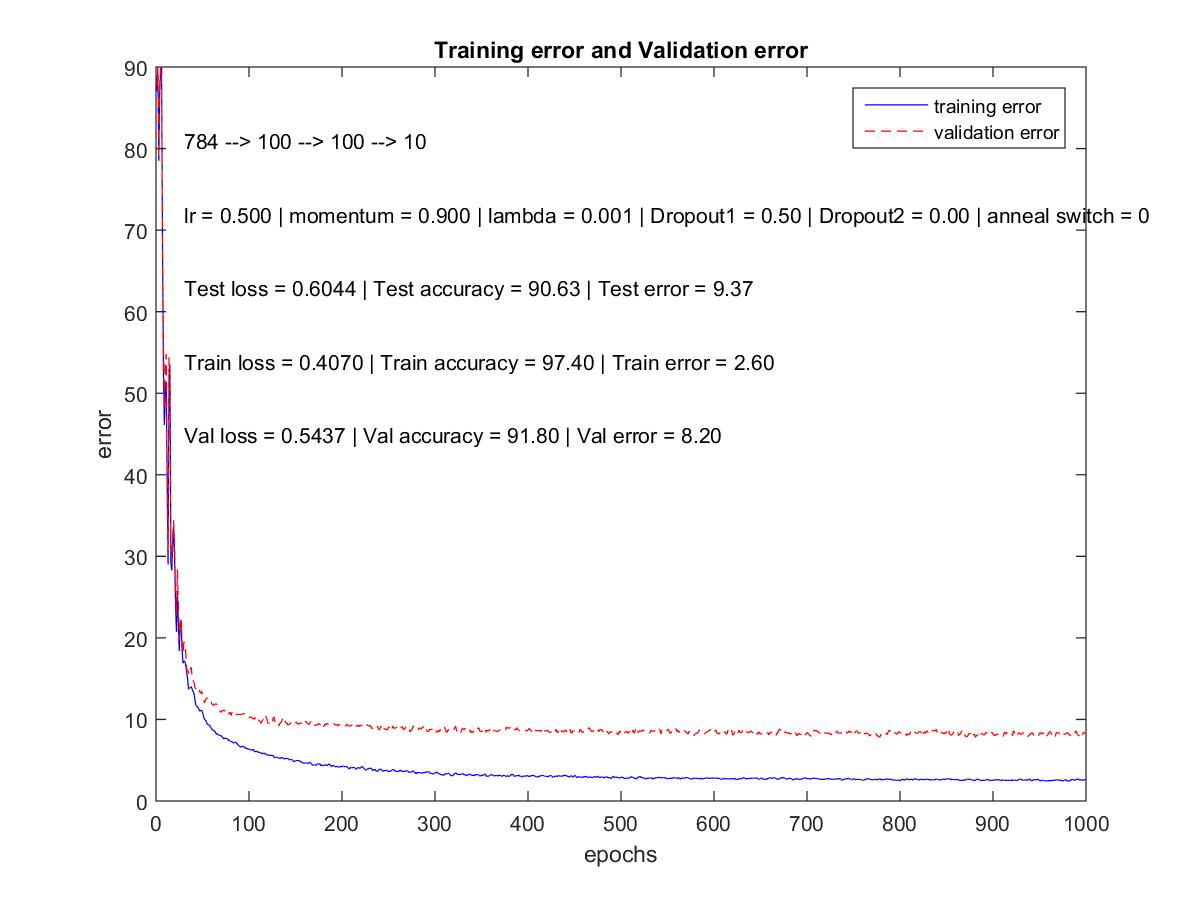 Training error and Validation error
90
80
70
60
50
40
30
20
10
0
error
training error
validation error
784 --> 100 --> 100 --> 10
lr = 0.500 | momentum = 0.900 | lambda = 0.001 | Dropout1 = 0.50 | Dropout2 = 0.00 | anneal switch = 0
Test loss = 0.6044 | Test accuracy = 90.63 | Test error = 9.37
Train loss = 0.4070 | Train accuracy = 97.40 | Train error = 2.60
Val loss = 0.5437 | Val accuracy = 91.80 | Val error = 8.20
0 100 200 300 400 500 600 700 800 900 1000
epochs